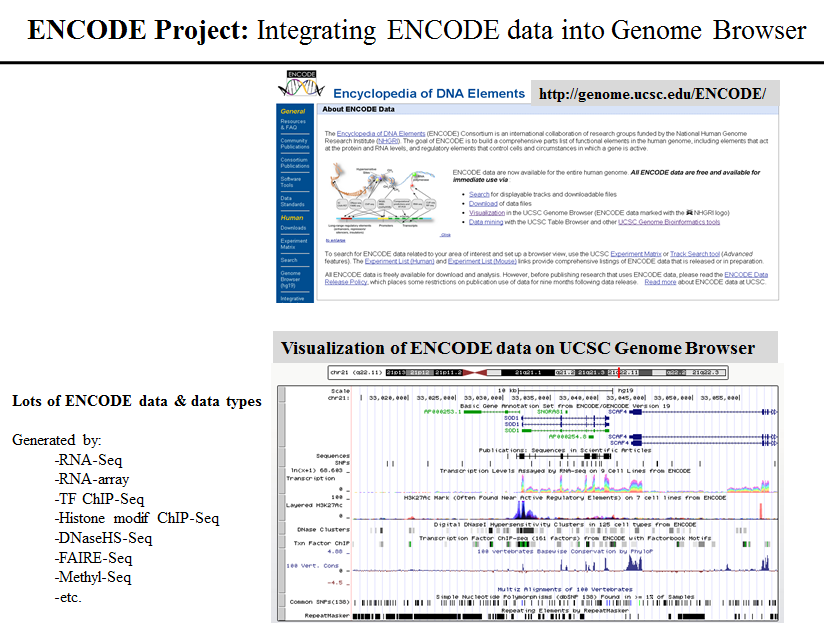 ENCODE Project: Integrating ENCODE data into Genome Browser
ENCODE
Encyclopedia of DNA Elements
http://genome.ucsc.edu/ENCODE/
General
Resources
& FAQ
Community
Publications
Consortium
Publications
Software
Tools
Data
Standards
Human
Downloads
Experiment
Matrix
Search
Genome
Browser
(hg19)
Integrative
About ENCODE Data
The Encyclopedia of DNA Elements (ENCODE) Consortium is an international collaboration of research groups funded by the National Human Genome
Research Institute (NHGRI). The goal of ENCODE is to build a comprehensive parts list of functional elements in the human genome, including elements that act
at the protein and RNA levels, and regulatory elements that control cells and circumstances in which a gene is active.
ENCODE data are now available for the entire human genome. All ENCODE data are free and available for
immediate use via
Search for displayable tracks and downloadable files
Download of data files
Visualization in the UCSC Genome Browser (ENCODE data marked with the NHGRI logo)
Data mining with the UCSC Table Browser and other UCSC Genome Bioinformatics tools
To search for ENCODE data related to your area of interest and set up a browser view, use the UCSC Experiment Matrix or Track Search tool (Advanced
features). The Experiment List (Human) and Experiment List (Mouse) links provide comprehensive listings of ENCODE data that is released or in preparation.
All ENCODE data is freely available for download and analysis. However, before publishing research that uses ENCODE data, please read the ENCODE Data
Release Policy, which places some restrictions on publication use of data for nine months following data release. Read more about ENCODE data at UCSC.
Visualization of ENCODE data on UCSC Genome Browser
Lots of ENCODE data & data types
Generated by:
-RNA-Seq
-RNA-array
-TF ChIP-Seq
-Histone modif ChIP-Seq
-DNaseHS-Seq
-FAIRE-Seq
-Methyl-Seq
-etc.
chr21 (q22.11) 21p13 21p12 21p11.2 21q21.1 q21.2 21q21.3 22.11 q22.2 21q22.3
Scale 10 kb hg19
chr21: 33,020,000 33,025,000 33,030,000 33,035,000 33,040,000 33,045,000 33,050,000 33,055,000
Basic Gene Annotation Set from ENCODE/GENCODE Version 19
AP000253.1 SNORA81 SCAF4
SOD1
SOD1
SOD1 AP000254.8 SCAF4
SCAF4
Publications: Sequences in Scientific Articles
Sequences
SNPs
Transcription Levels Assayed by RNA-seq on 9 Cell Lines from ENCODE
ln(x+1) 60.603
Transcription
0
H3K27Ac Mark (Often Found Near Active Regulatory Elements) on 7 cell lines from ENCODE
100
Layered H3K27Ac
0
Digital DNaseI Hypersensitivity Clusters in 125 cell types from ENCODE
DNase Clusters
Transcription Factor ChIP-seq (161 factors) from ENCODE with Factorbook Motifs
Txn Factor ChIP
100 vertebrates Basewise Conservation by PhyloP
4.88
100 Vert. Cons
0
-4.5
Multiz Alignments of 100 Vertebrates
Simple Nucleotide Polymorphisms (dbSNP 138) Found in >= 1% of Samples
Common SNPs(138)
Repeating Elements by RepeatMasker
RepeatMasker